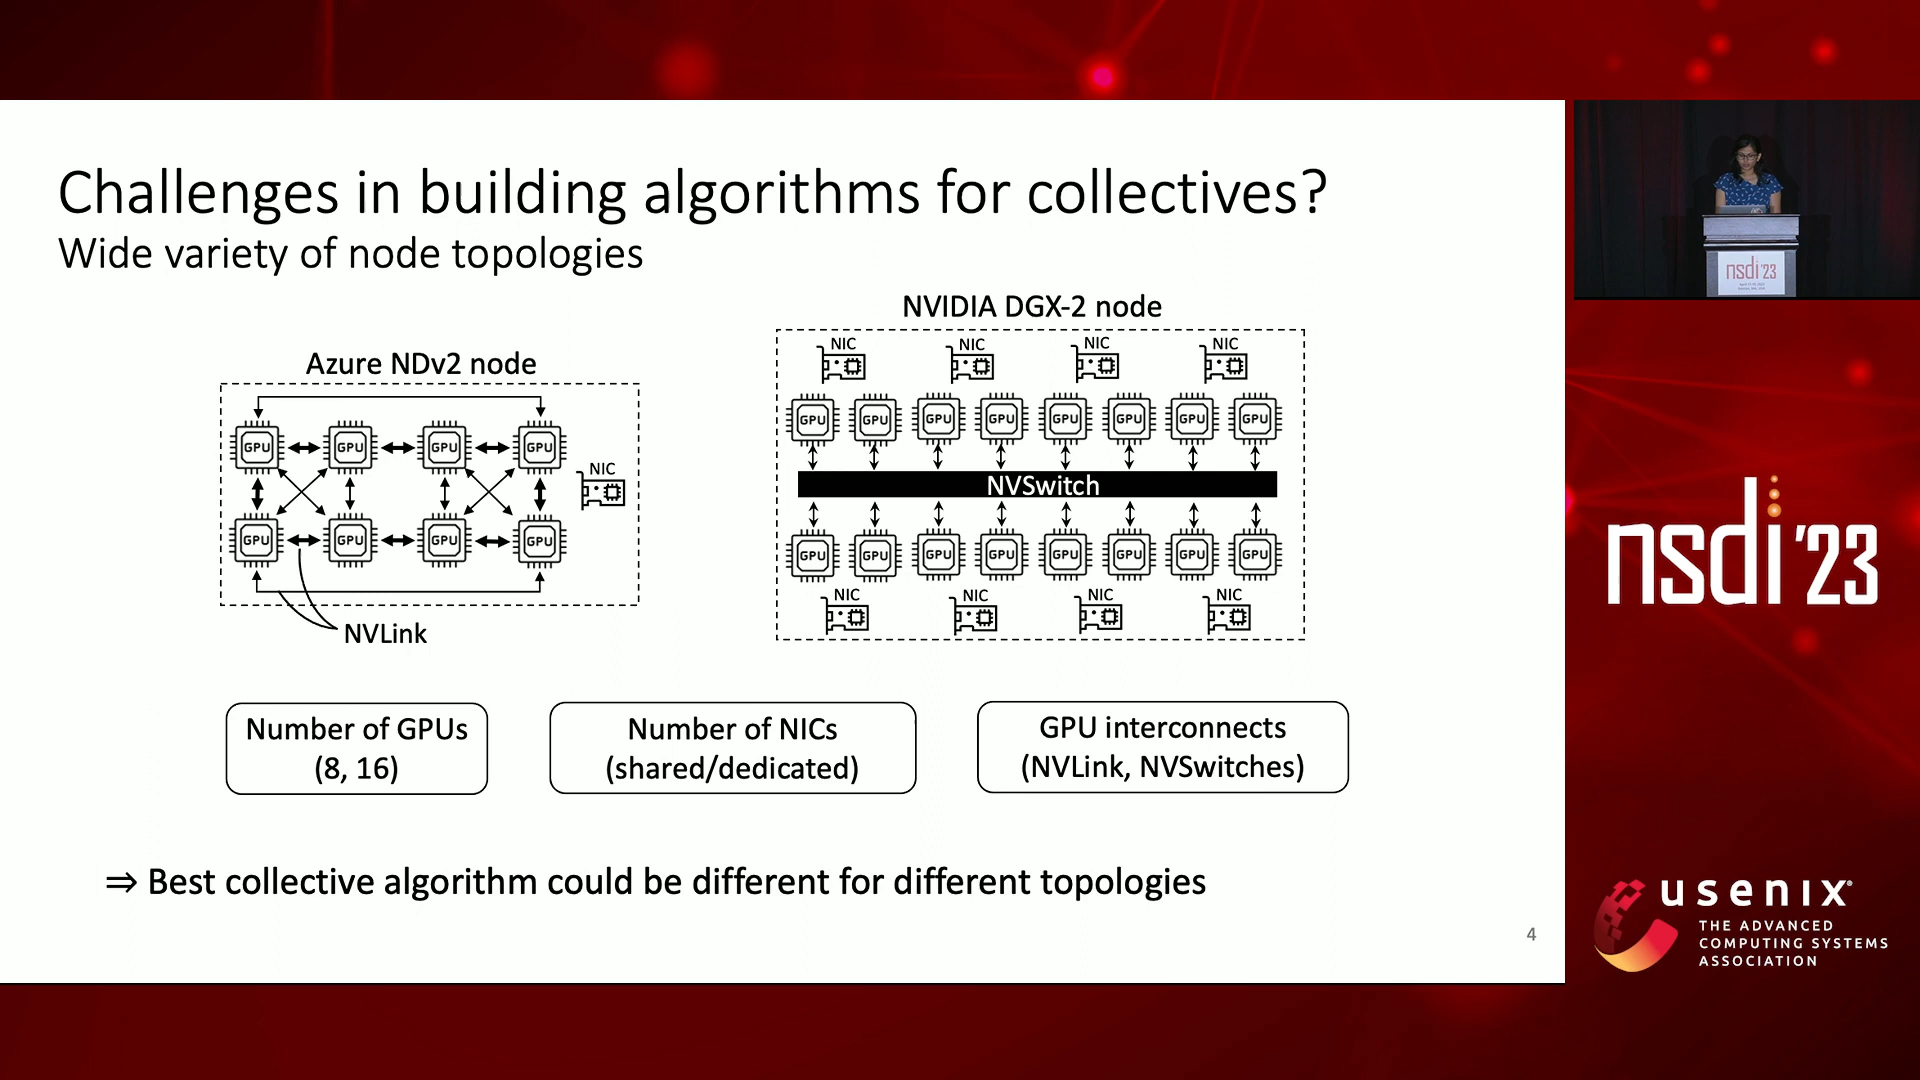 Challenges in building algorithms for collectives?
Wide variety of node topologies
Azure NDv2 node
GPU GPU GPU GPU
NIC
GPU GPU GPU GPU
NVLink
NVIDIA DGX-2 node
NIC NIC NIC NIC
GPU GPU GPU GPU GPU GPU GPU GPU
NVSwitch
GPU GPU GPU GPU GPU GPU GPU GPU
NIC NIC NIC NIC
Number of GPUs
(8, 16)
Number of NICs
(shared/dedicated)
GPU interconnects
(NVLink, NVSwitches)
⇒ Best collective algorithm could be different for different topologies
4
nsdi '23
nsdi '23
usenix®
THE ADVANCED
COMPUTING SYSTEMS
ASSOCIATION